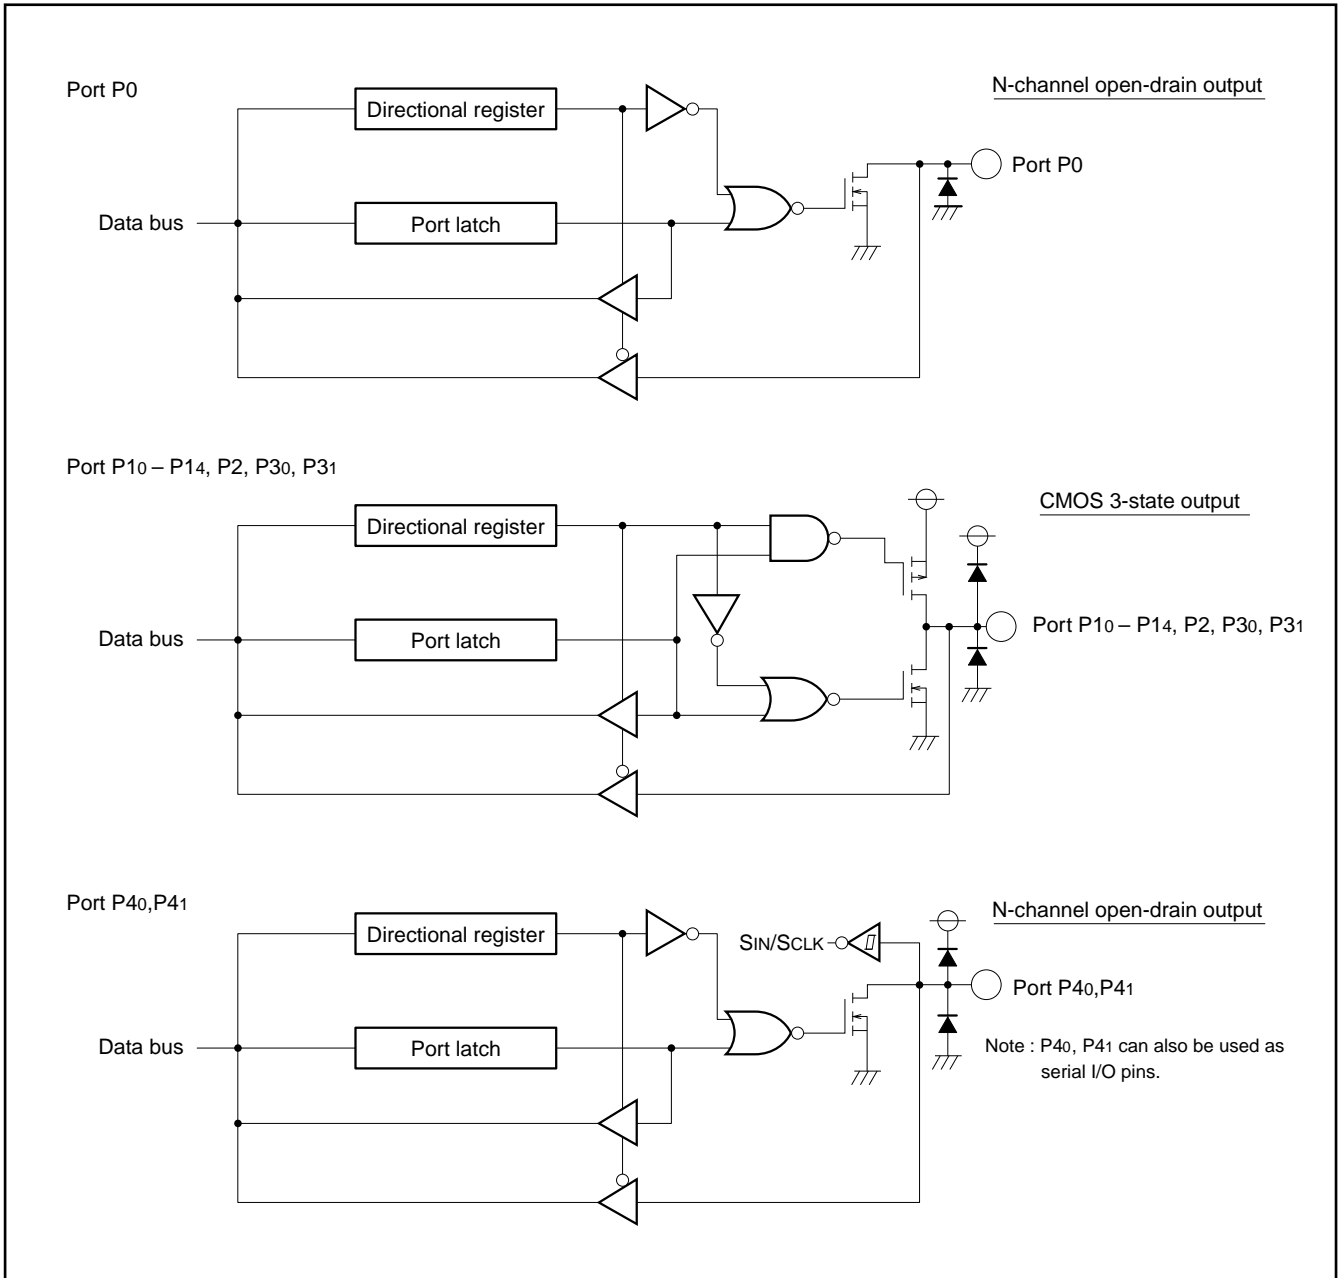 Port P0
N-channel open-drain output
Directional register
Port P0
Data bus
Port latch
Port P10 – P14, P2, P30, P31
CMOS 3-state output
Directional register
Port P10 – P14, P2, P30, P31
Data bus
Port latch
Port P40,P41
N-channel open-drain output
Directional register
SIN/SCLK
Port P40,P41
Data bus
Port latch
Note : P40, P41 can also be used as
serial I/O pins.